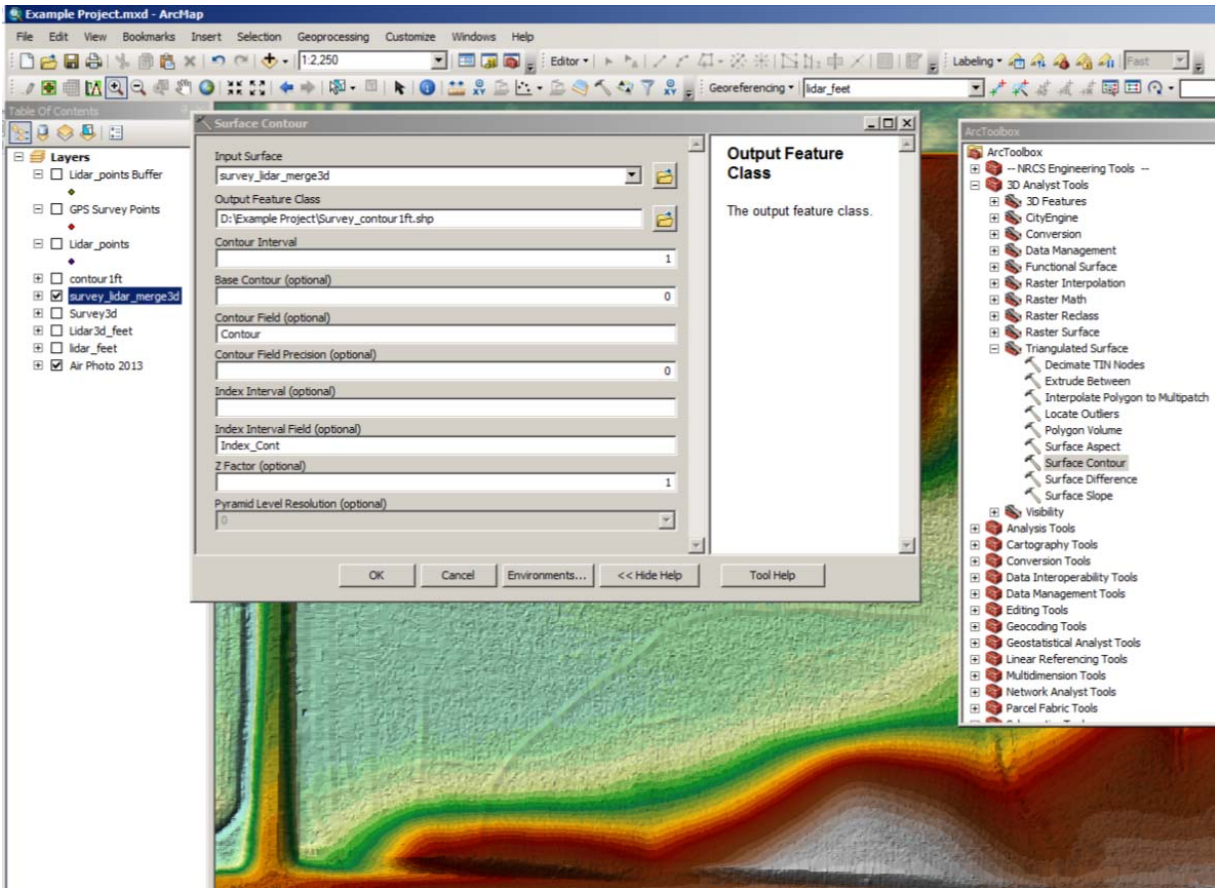 Example Project.mxd - ArcMap
File Edit View Bookmarks Insert Selection Geoprocessing Customize Windows Help
1:2,250 Editor Labeling Fast
Georeferencing lidar_feet
Table Of Contents
Layers
Lidar_points Buffer
GPS Survey Points
Lidar_points
contour1ft
survey_lidar_merge3d
Survey3d
Lidar3d_feet
lidar_feet
Air Photo 2013
Surface Contour
Input Surface
survey_lidar_merge3d
Output Feature Class
D:\Example Project\Survey_contour1ft.shp
Contour Interval
1
Base Contour (optional)
0
Contour Field (optional)
Contour
Contour Field Precision (optional)
0
Index Interval (optional)
Index Interval Field (optional)
Index_Cont
Z Factor (optional)
1
Pyramid Level Resolution (optional)
0
OK Cancel Environments... << Hide Help Tool Help
Output Feature
Class
The output feature class.
ArcToolbox
ArcToolbox
-- NRCS Engineering Tools --
3D Analyst Tools
3D Features
CityEngine
Conversion
Data Management
Functional Surface
Raster Interpolation
Raster Math
Raster Reclass
Raster Surface
Triangulated Surface
Decimate TIN Nodes
Extrude Between
Interpolate Polygon to Multipatch
Locate Outliers
Polygon Volume
Surface Aspect
Surface Contour
Surface Difference
Surface Slope
Visibility
Analysis Tools
Cartography Tools
Conversion Tools
Data Interoperability Tools
Data Management Tools
Editing Tools
Geocoding Tools
Geostatistical Analyst Tools
Linear Referencing Tools
Multidimension Tools
Network Analyst Tools
Parcel Fabric Tools